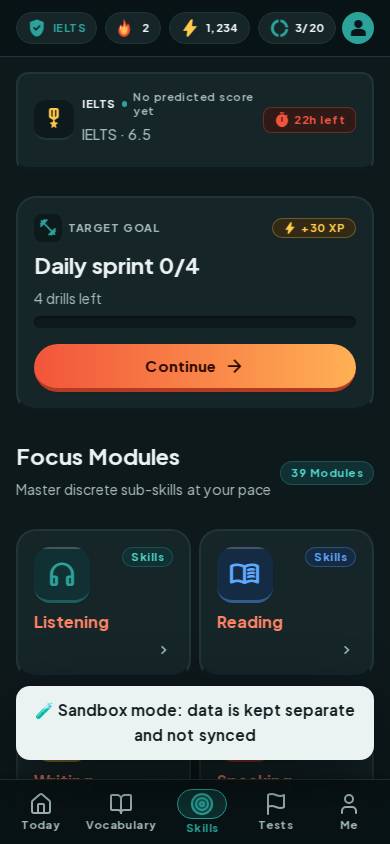 IELTS 2 1,234 3/20
IELTS • No predicted score yet
22h left
IELTS · 6.5
TARGET GOAL
+30 XP
Daily sprint 0/4
4 drills left
Continue →
Focus Modules
39 Modules
Master discrete sub-skills at your pace
Skills
Skills
Listening
Reading
🧪 Sandbox mode: data is kept separate
and not synced
Writing
Speaking
Today Vocabulary Skills Tests Me